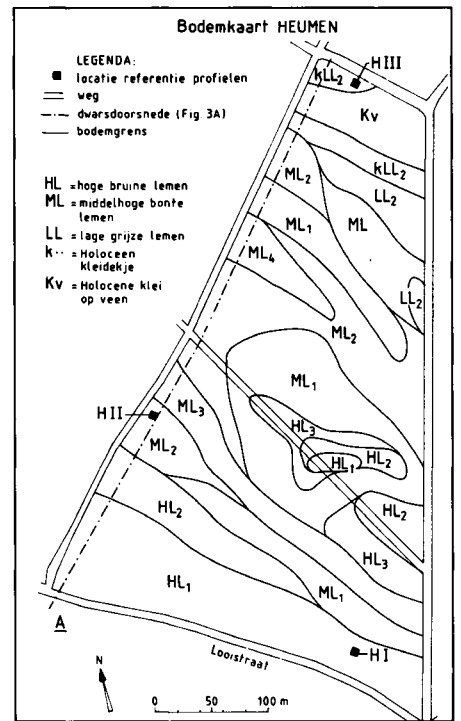 Bodemkaart HEUMEN
LEGENDA:
locatie referentie profielen
weg
dwarsdoorsnede (Fig. 3A)
bodemgrens
HL = hoge bruine lemen
ML = middelhoge bonte
lemen
LL = lage grijze lemen
k·· = Holoceen
kleidekje
Kv = Holocene klei
op veen
kLL2
HIII
Kv
kLL2
ML2
LL2
ML
ML1
ML4
LL2
ML2
ML1
ML3
HII
HL3
ML2
HL2
HL1
HL2
HL2
HL3
HL1
ML1
A
HI
Looistraat
N
0 50 100 m